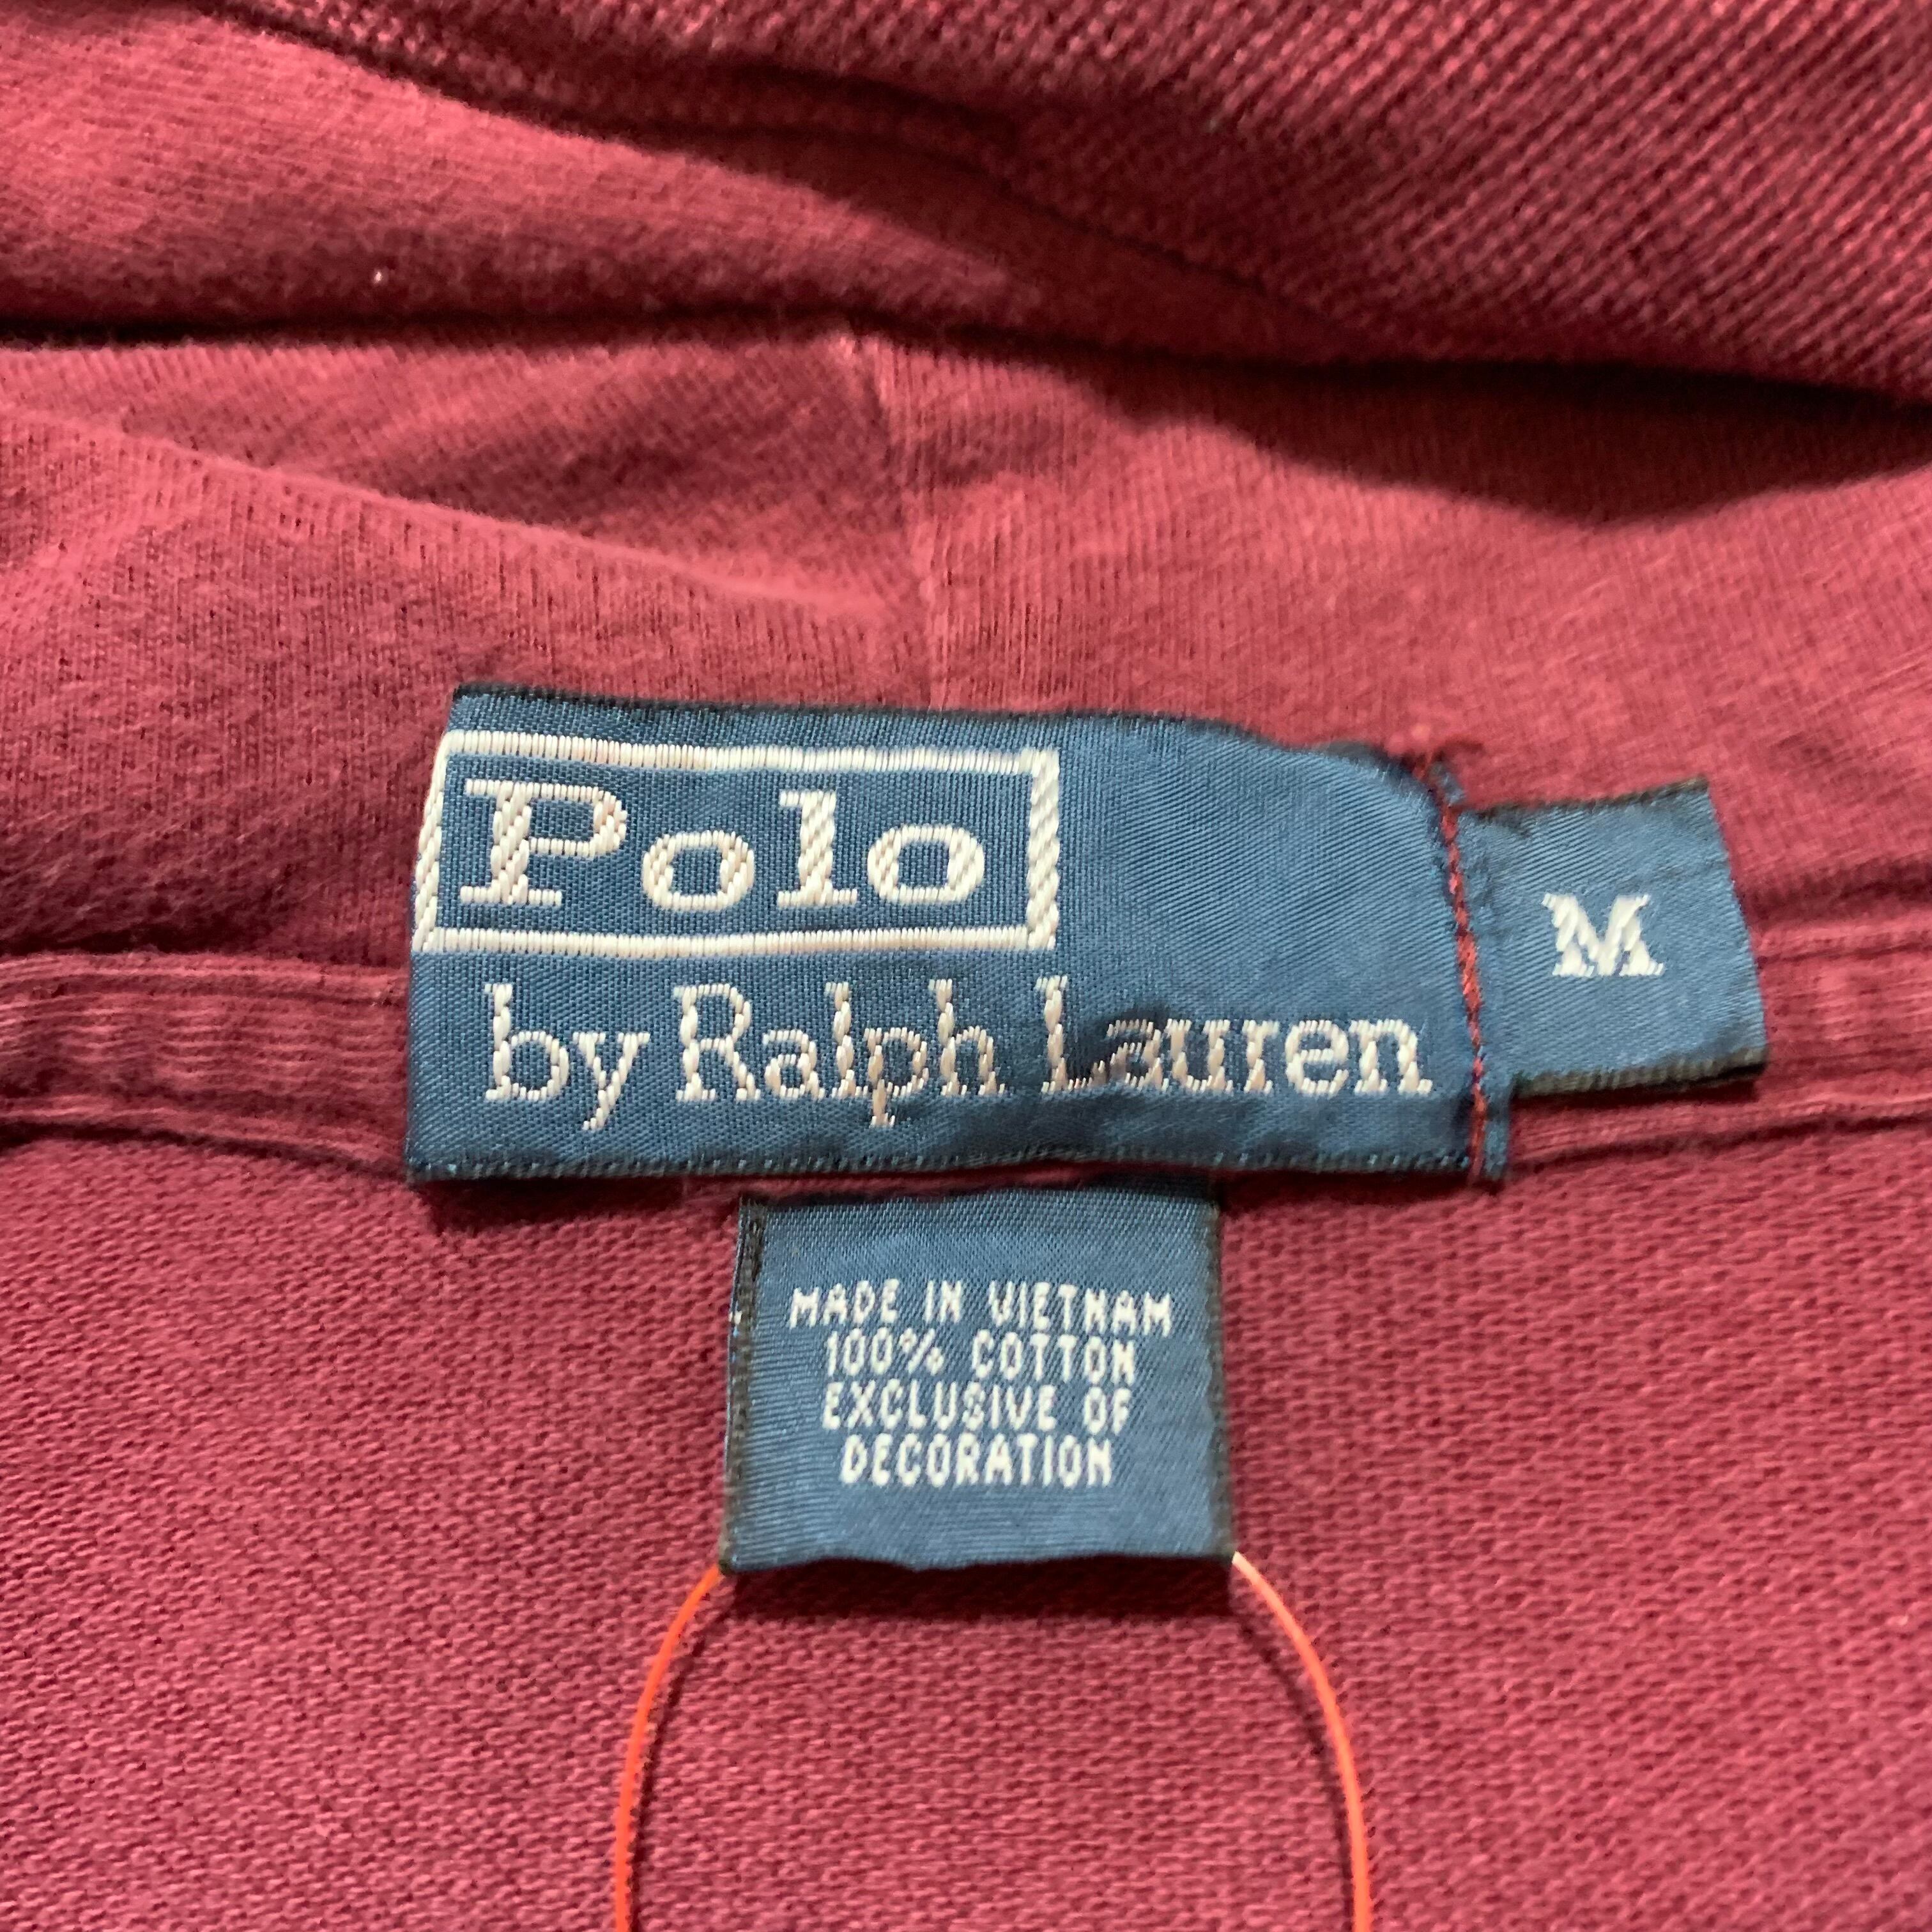 Polo
by Ralph Lauren
M
MADE IN VIETNAM
100% COTTON
EXCLUSIVE OF
DECORATION